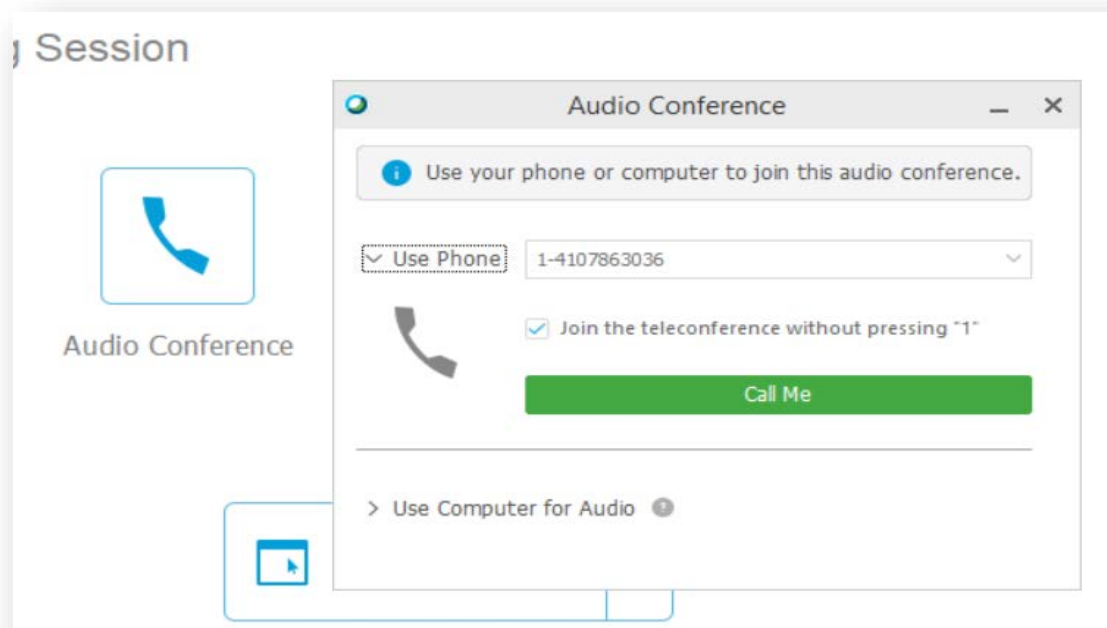 Session
Audio Conference
Use your phone or computer to join this audio conference.
Use Phone
1-4107863036
Join the teleconference without pressing "1"
Audio Conference
Call Me
Use Computer for Audio